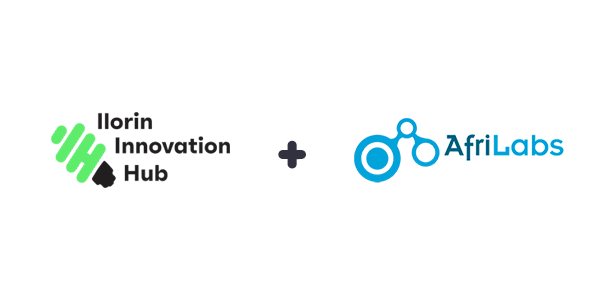 Ilorin
Innovation
Hub
+
AfriLabs